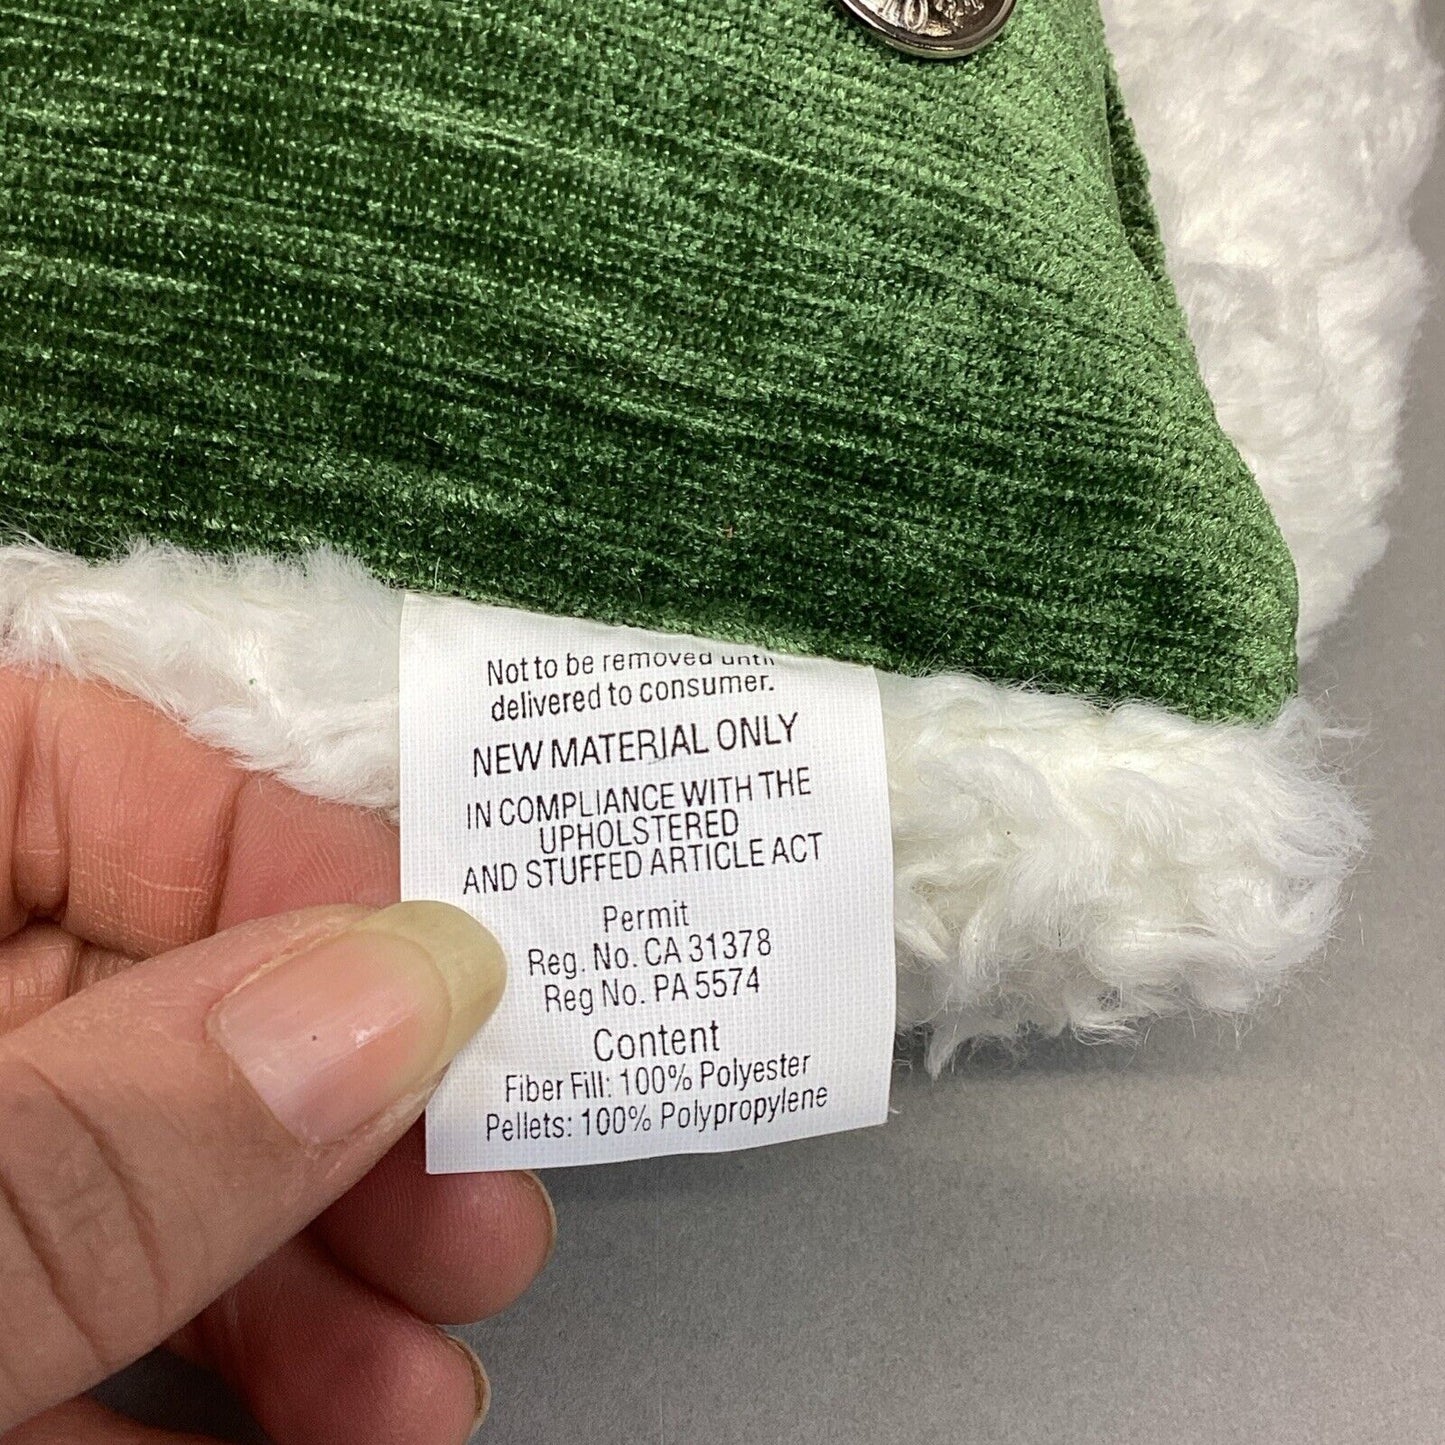 Not to be removed until
delivered to consumer.
NEW MATERIAL ONLY
IN COMPLIANCE WITH THE
UPHOLSTERED
AND STUFFED ARTICLE ACT
Permit
Reg. No. CA 31378
Reg No. PA 5574
Content
Fiber Fill: 100% Polyester
Pellets: 100% Polypropylene